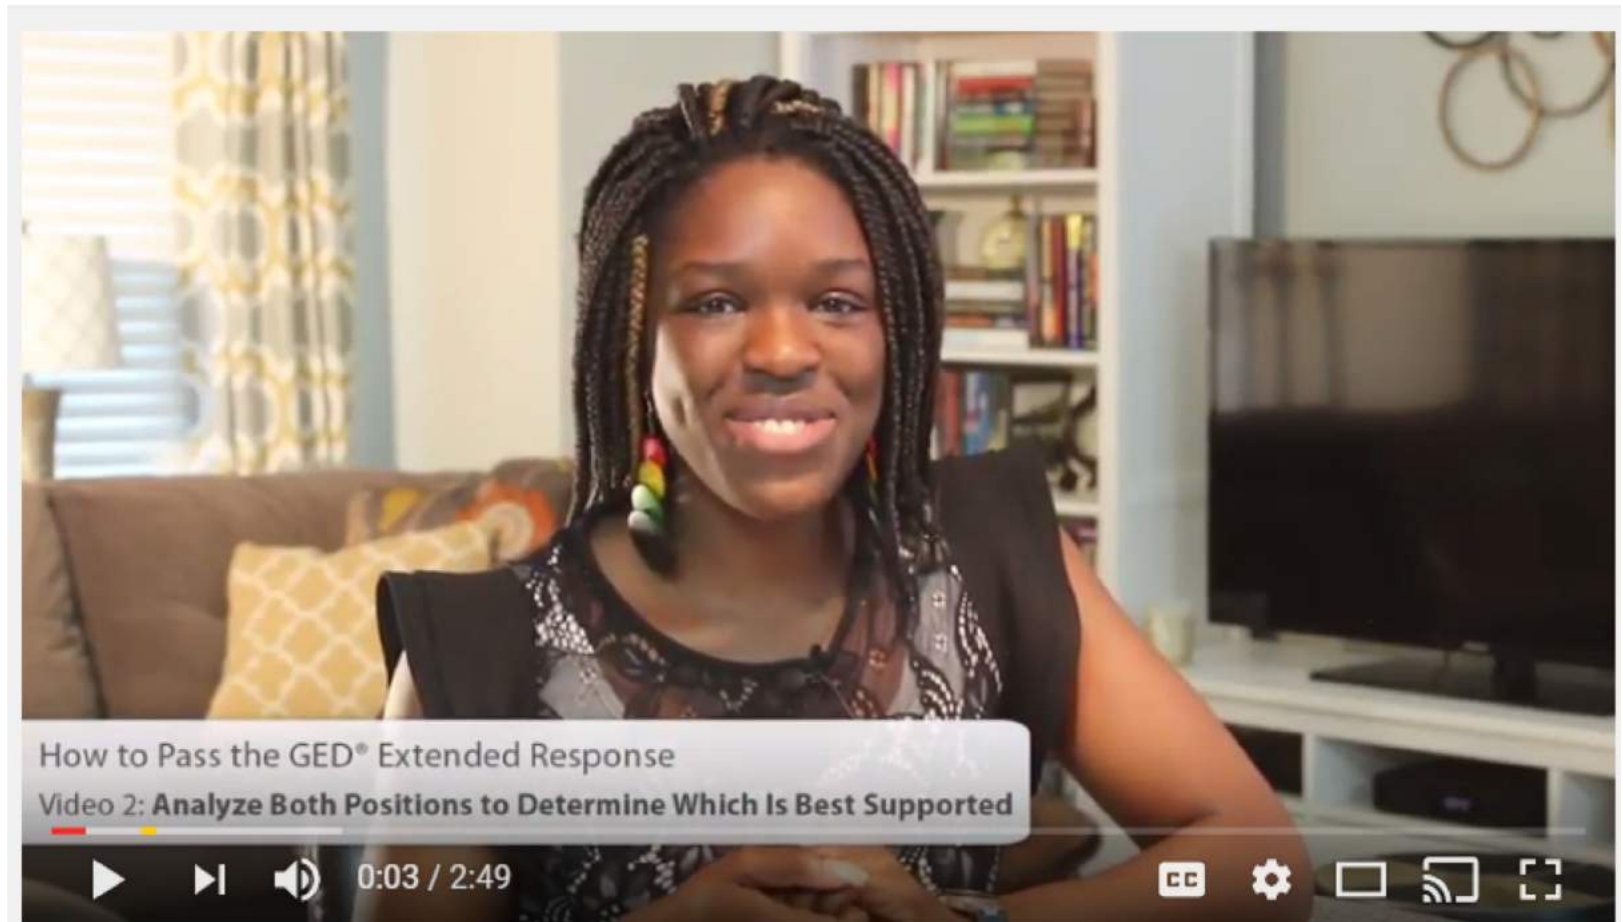 How to Pass the GED® Extended Response
Video 2: Analyze Both Positions to Determine Which Is Best Supported
0:03 / 2:49
CC